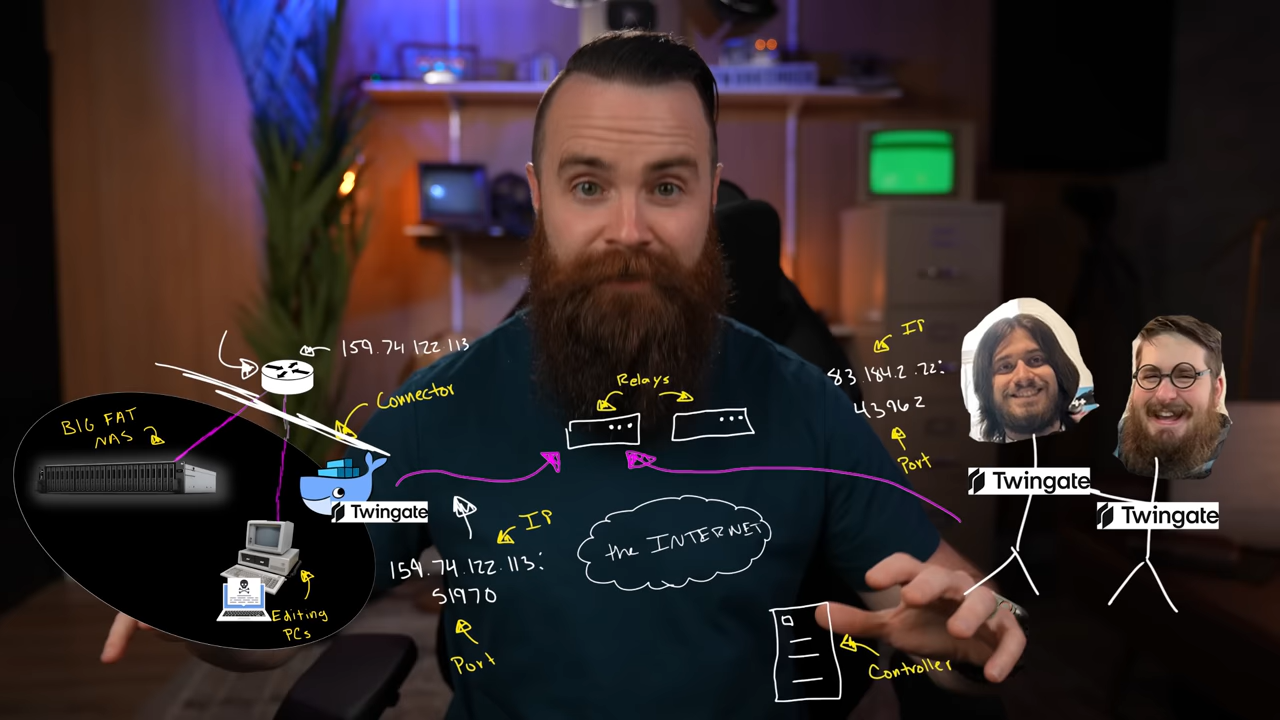 159.74.122.113
Connector
BIG FAT
NAS
Twingate
Relays
IP
83.184.2.22:
43962
Port
Twingate
Twingate
IP
159.74.122.113:
51970
Port
the INTERNET
Editing
PCs
Controller